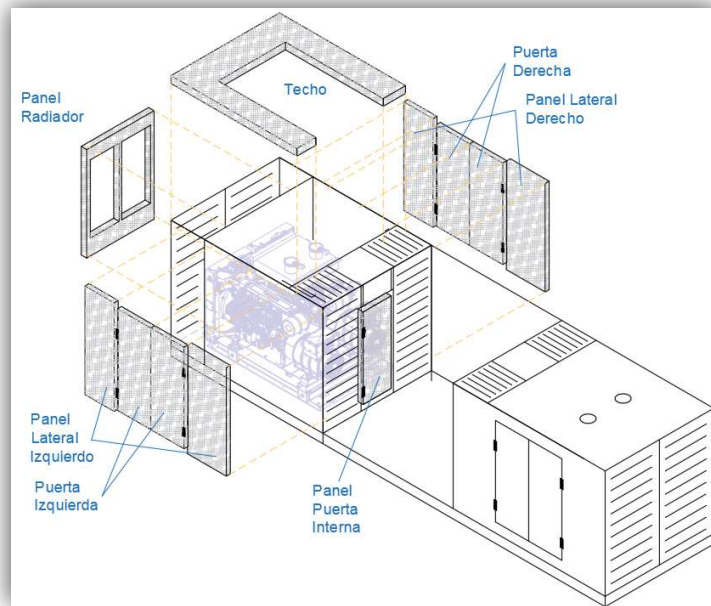 Techo
Puerta
Derecha
Panel Lateral
Derecho
Panel
Radiador
Panel
Lateral
Izquierdo
Puerta
Izquierda
Panel
Puerta
Interna